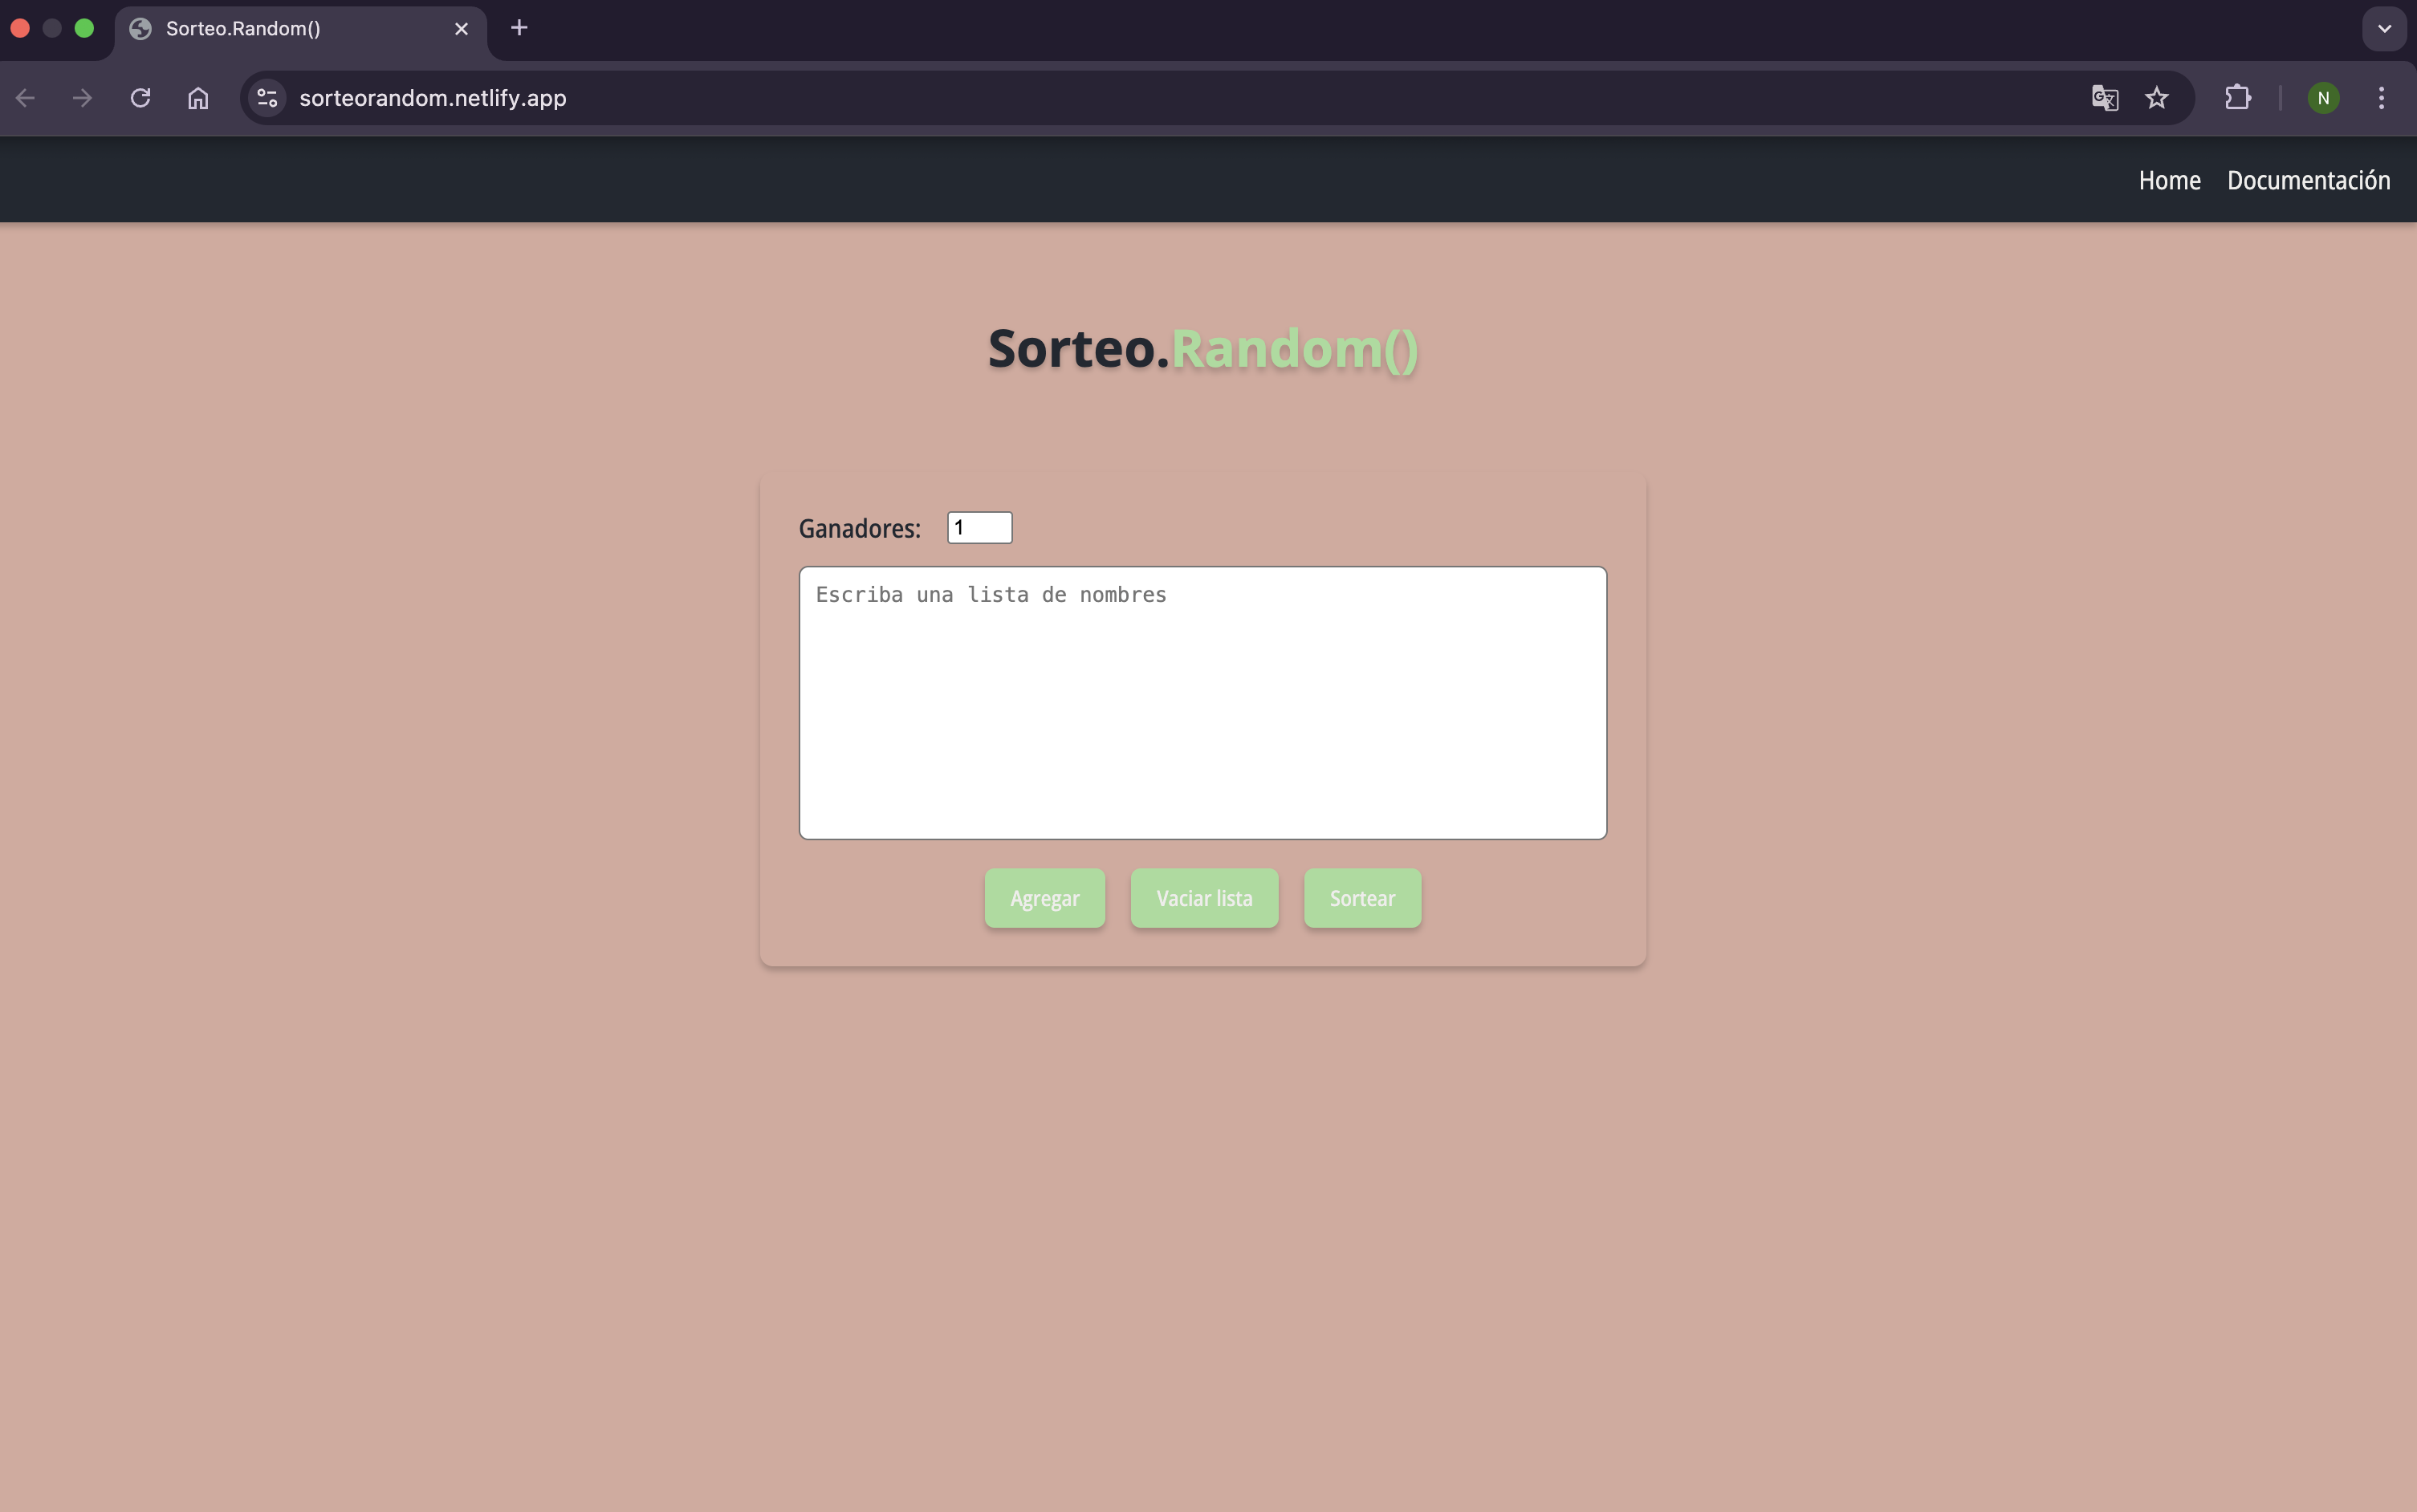 Sorteo.Random()
sorteorandom.netlify.app
N
Home Documentación
Sorteo.Random()
Ganadores: 1
Escriba una lista de nombres
Agregar Vaciar lista Sortear